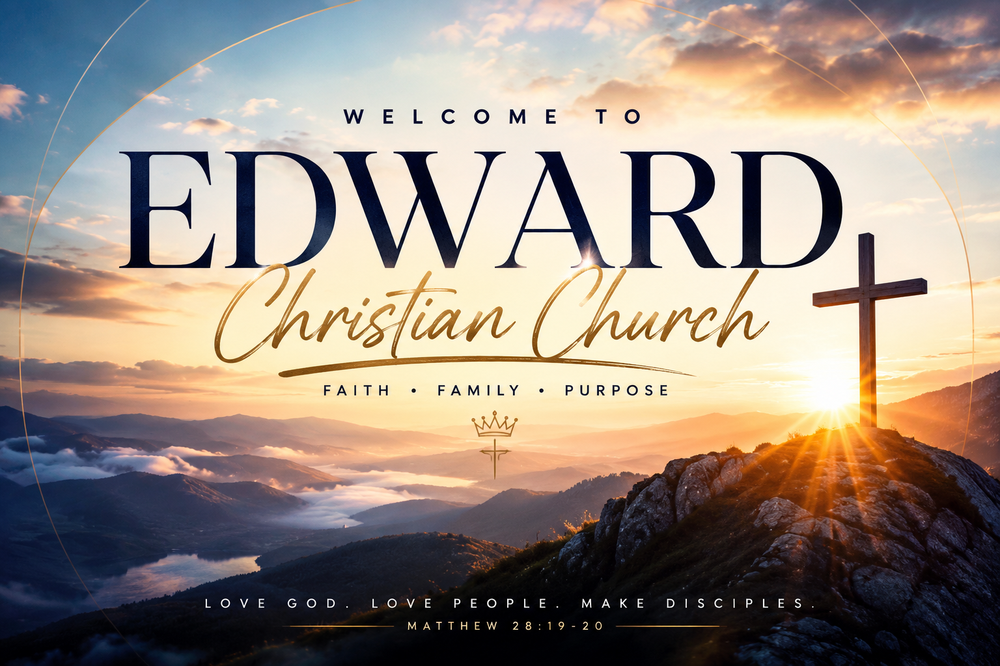 WELCOME TO
EDWARD
Christian Church
FAITH • FAMILY • PURPOSE
LOVE GOD. LOVE PEOPLE. MAKE DISCIPLES.
MATTHEW 28:19-20